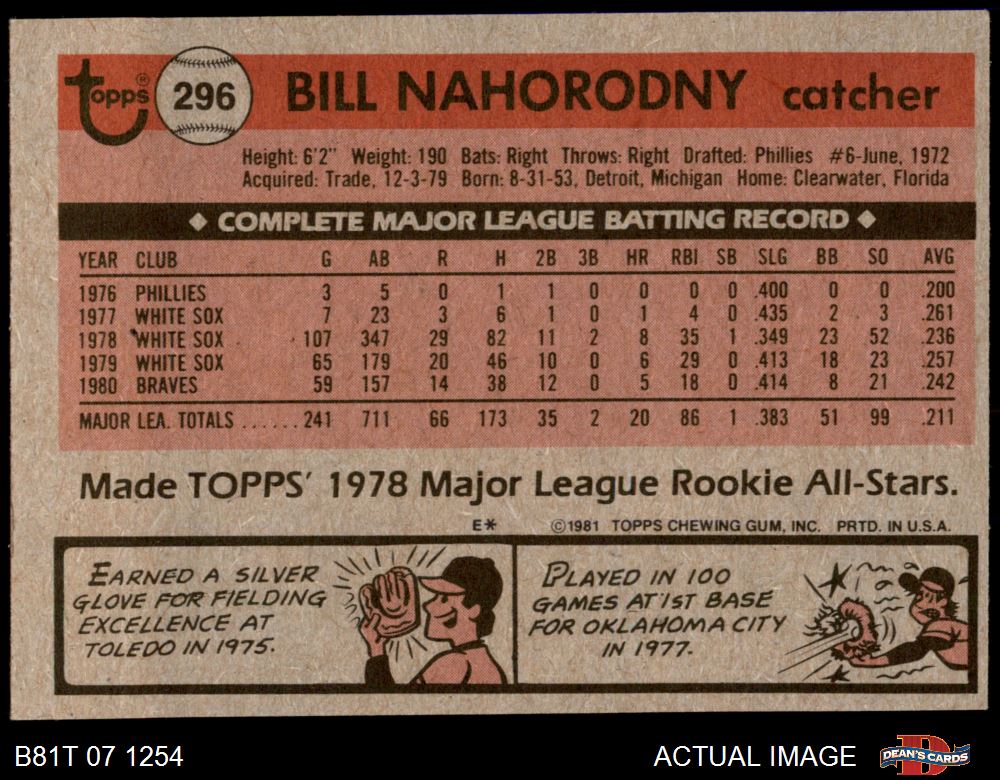 topps® 296 BILL NAHORODNY catcher
Height: 6'2" Weight: 190 Bats: Right Throws: Right Drafted: Phillies #6-June, 1972
Acquired: Trade, 12-3-79 Born: 8-31-53, Detroit, Michigan Home: Clearwater, Florida
◆ COMPLETE MAJOR LEAGUE BATTING RECORD ◆
YEAR CLUB G AB R H 2B 3B HR RBI SB SLG BB SO AVG
1976 PHILLIES 3 5 0 1 1 0 0 0 0 .400 0 0 .200
1977 WHITE SOX 7 23 3 6 1 0 1 4 0 .435 2 3 .261
1978 WHITE SOX 107 347 29 82 11 2 8 35 1 .349 23 52 .236
1979 WHITE SOX 65 179 20 46 10 0 6 29 0 .413 18 23 .257
1980 BRAVES 59 157 14 38 12 0 5 18 0 .414 8 21 .242
MAJOR LEA. TOTALS ...... 241 711 66 173 35 2 20 86 1 .383 51 99 .211
Made TOPPS' 1978 Major League Rookie All-Stars.
E* ©1981 TOPPS CHEWING GUM, INC. PRTD. IN U.S.A.
EARNED A SILVER
GLOVE FOR FIELDING
EXCELLENCE AT
TOLEDO IN 1975.
PLAYED IN 100
GAMES AT 1ST BASE
FOR OKLAHOMA CITY
IN 1977.
B81T 07 1254 ACTUAL IMAGE DEAN'S CARDS